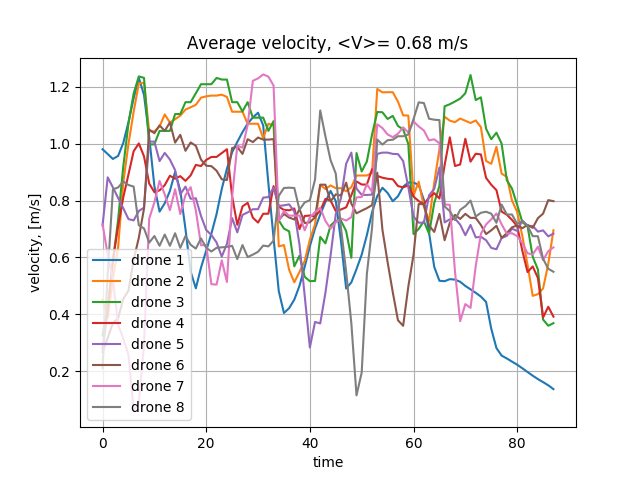 Average velocity, <V>= 0.68 m/s
velocity, [m/s]
1.2
1.0
0.8
0.6
0.4
0.2
drone 1
drone 2
drone 3
drone 4
drone 5
drone 6
drone 7
drone 8
0 20 40 60 80
time